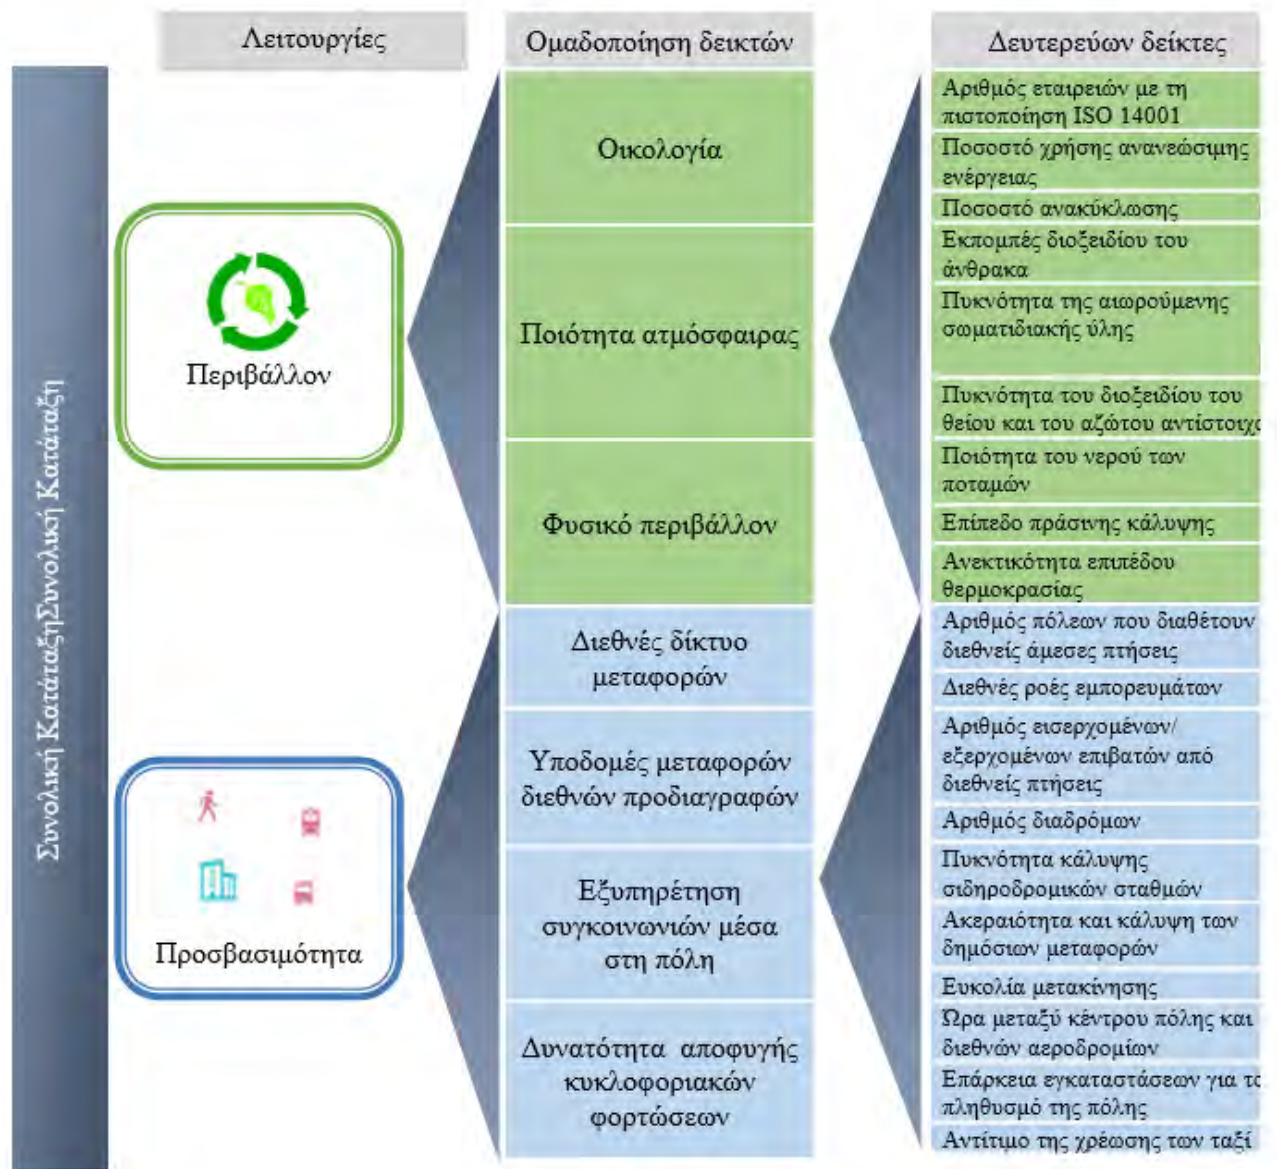 Λειτουργίες
Ομαδοποίηση δεικτών
Δευτερεύων δείκτες
Συνολική ΚατάταξηΣυνολική Κατάταξη
Περιβάλλον
Οικολογία
Ποιότητα ατμόσφαιρας
Φυσικό περιβάλλον
Αριθμός εταιρειών με τη
πιστοποίηση ISO 14001
Ποσοστό χρήσης ανανεώσιμης
ενέργειας
Ποσοστό ανακύκλωσης
Εκπομπές διοξειδίου του
άνθρακα
Πυκνότητα της αιωρούμενης
σωματιδιακής ύλης
Πυκνότητα του διοξειδίου του
θείου και του αζώτου αντίστοιχα
Ποιότητα του νερού των
ποταμών
Επίπεδο πράσινης κάλυψης
Ανεκτικότητα επιπέδου
θερμοκρασίας
Προσβασιμότητα
Διεθνές δίκτυο
μεταφορών
Υποδομές μεταφορών
διεθνών προδιαγραφών
Εξυπηρέτηση
συγκοινωνιών μέσα
στη πόλη
Δυνατότητα αποφυγής
κυκλοφοριακών
φορτώσεων
Αριθμός πόλεων που διαθέτουν
διεθνείς άμεσες πτήσεις
Διεθνές ροές εμπορευμάτων
Αριθμός εισερχομένων/
εξερχομένων επιβατών από
διεθνείς πτήσεις
Αριθμός διαδρόμων
Πυκνότητα κάλυψης
σιδηροδρομικών σταθμών
Ακεραιότητα και κάλυψη των
δημόσιων μεταφορών
Ευκολία μετακίνησης
Ώρα μεταξύ κέντρου πόλης και
διεθνών αεροδρομίων
Επάρκεια εγκαταστάσεων για το
πληθυσμό της πόλης
Αντίτιμο της χρέωσης των ταξί